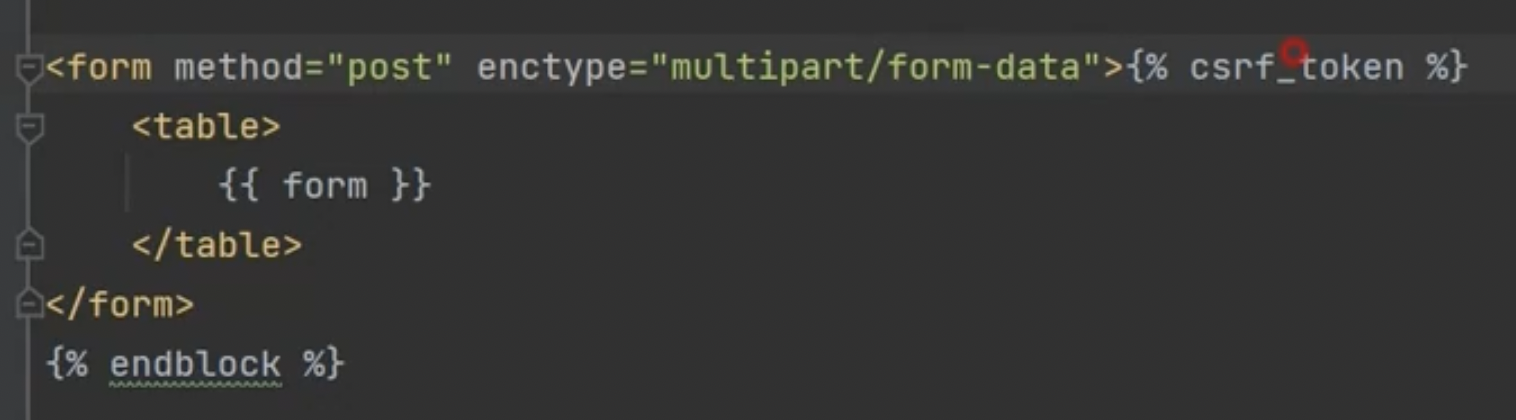 <form method="post" enctype="multipart/form-data">{% csrf_token %}
    <table>
        {{ form }}
    </table>
</form>
{% endblock %}